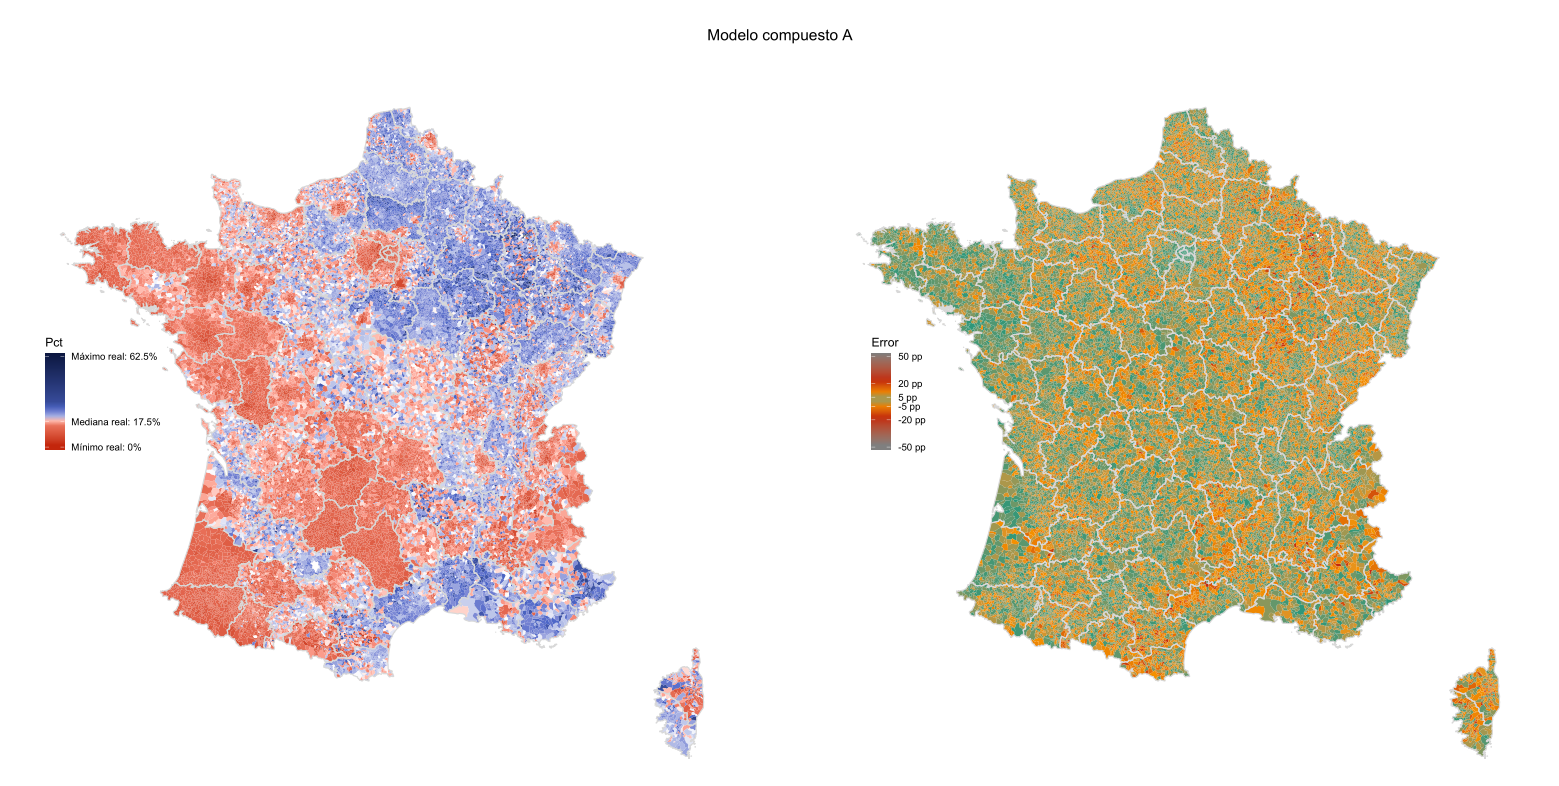 Modelo compuesto A
Pct
Máximo real: 62.5%
Mediana real: 17.5%
Mínimo real: 0%
Error
50 pp
20 pp
5 pp
-5 pp
-20 pp
-50 pp